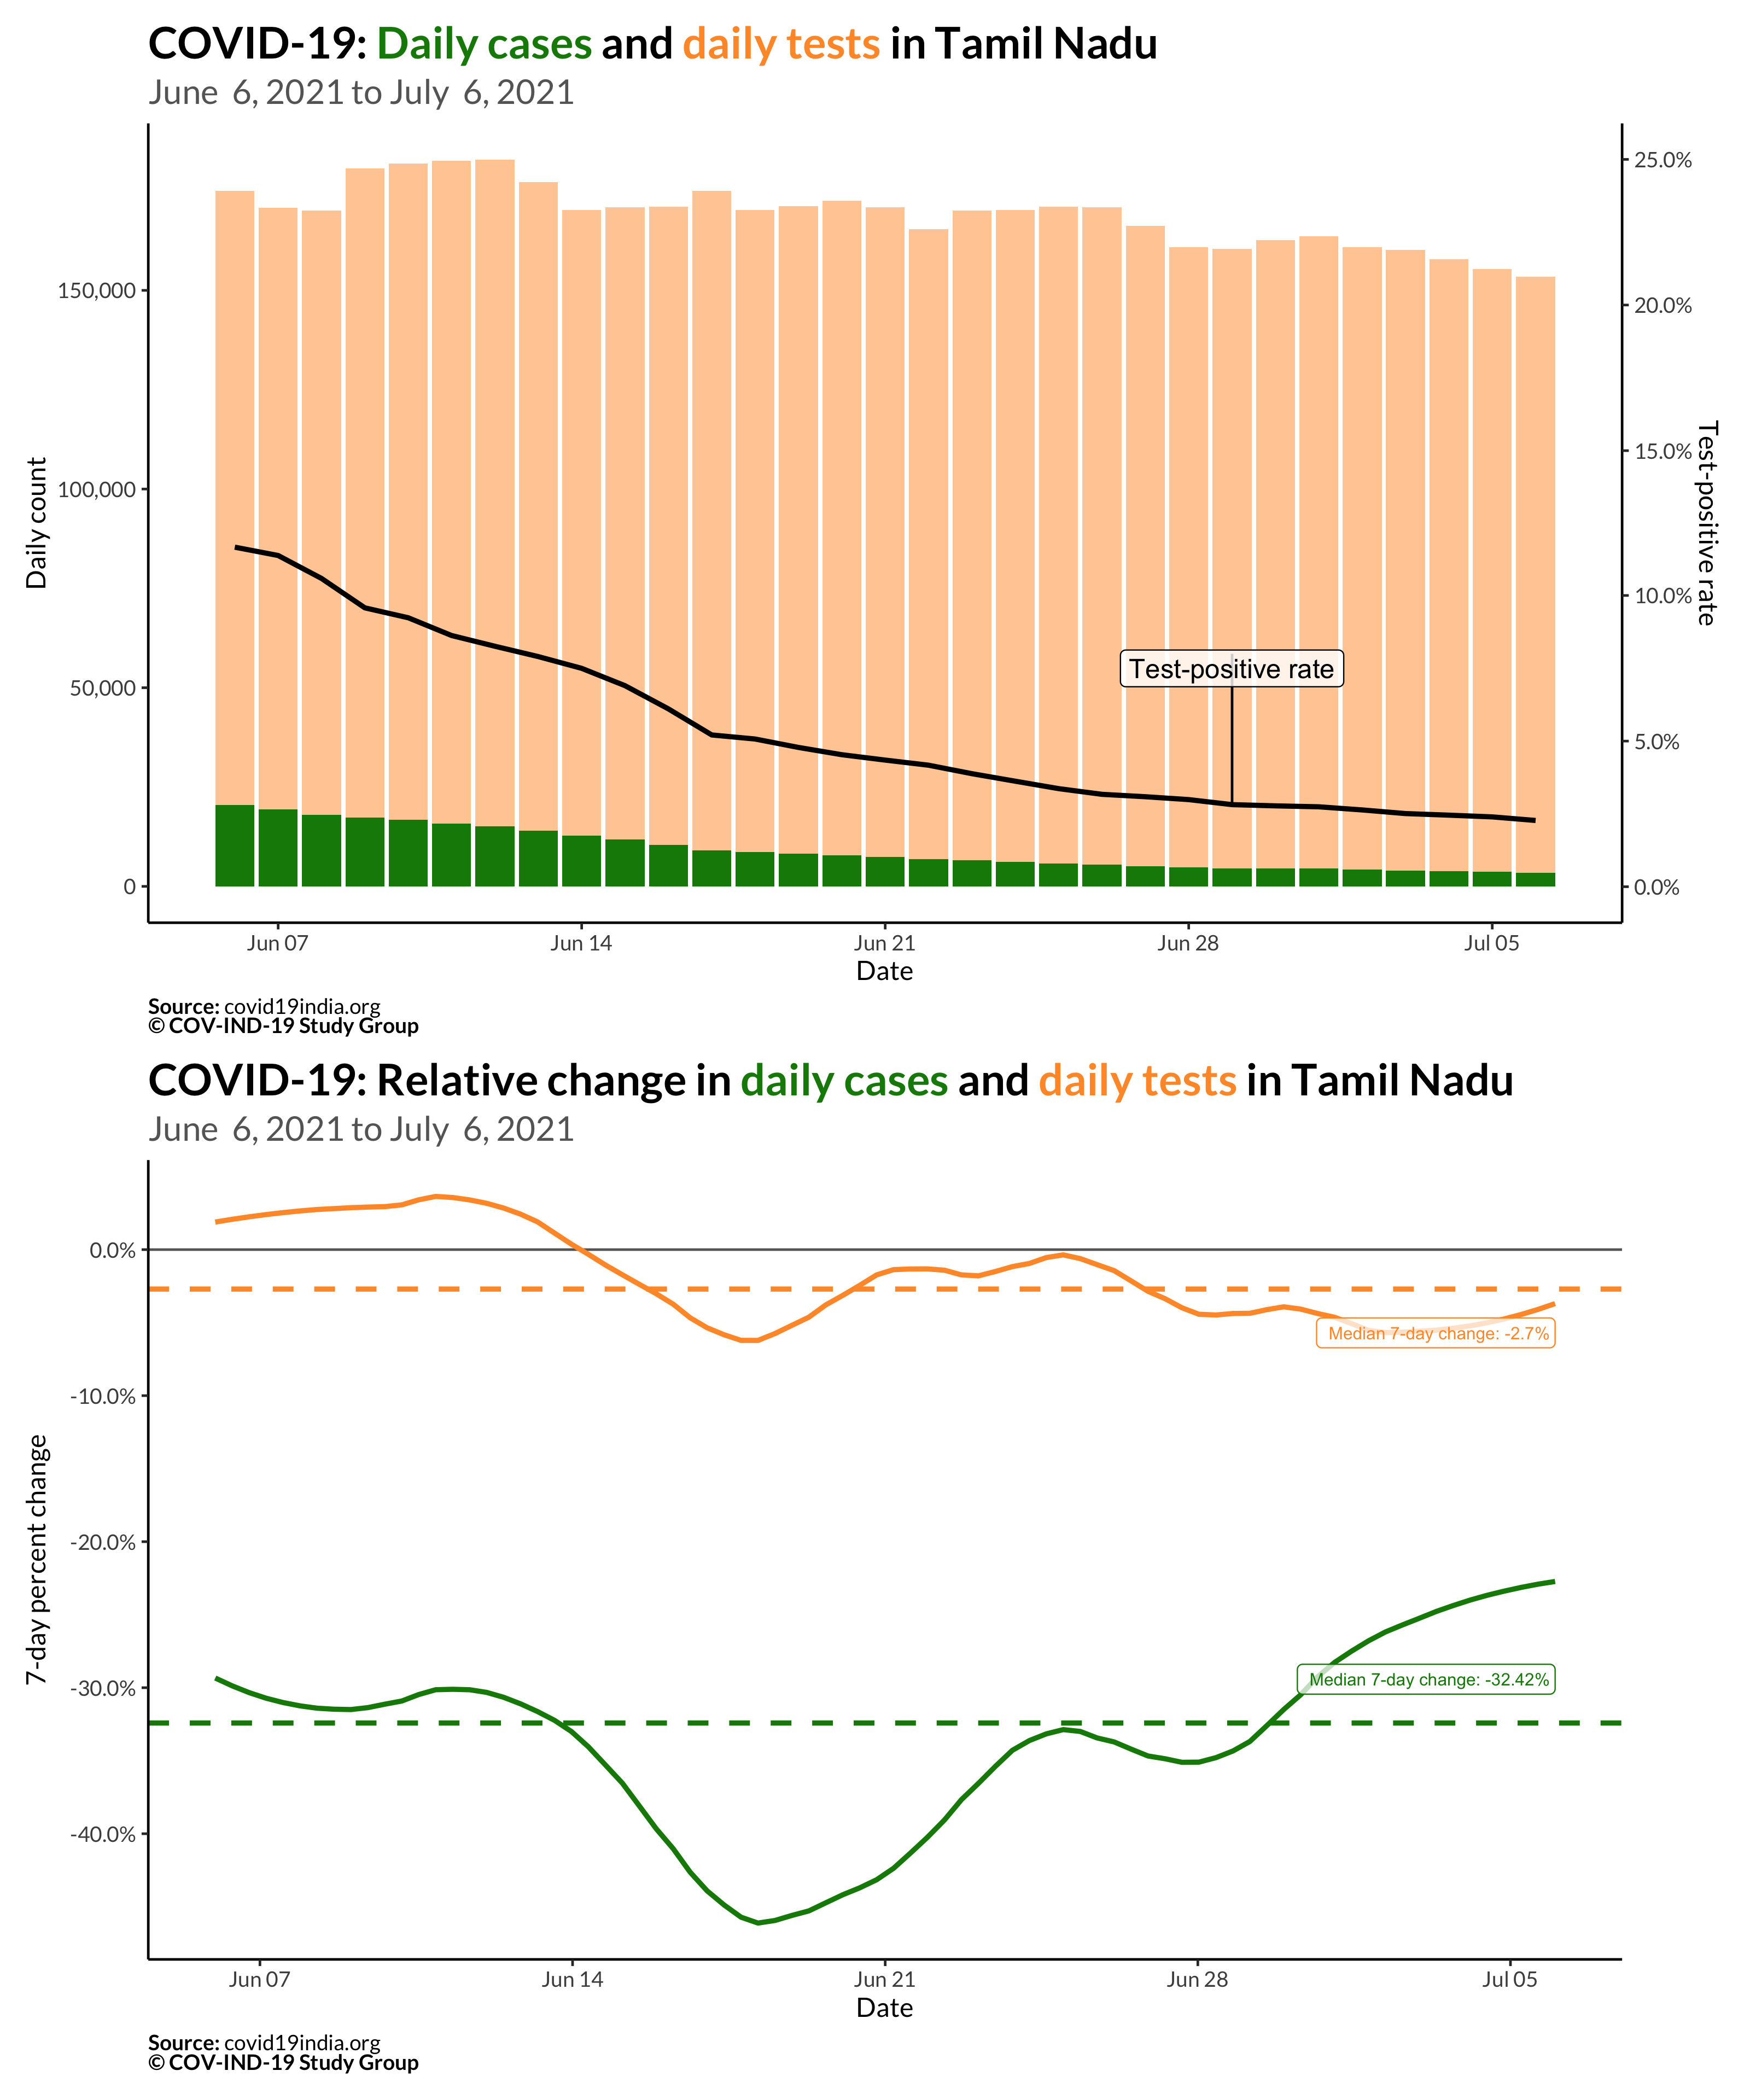 COVID-19: Daily cases and daily tests in Tamil Nadu
June  6, 2021 to July  6, 2021
Daily count
150,000
100,000
50,000
0
25.0%
20.0%
15.0%
10.0%
5.0%
0.0%
Test-positive rate
Test-positive rate
Jun 07
Jun 14
Jun 21
Jun 28
Jul 05
Date
Source: covid19india.org
© COV-IND-19 Study Group
COVID-19: Relative change in daily cases and daily tests in Tamil Nadu
June  6, 2021 to July  6, 2021
7-day percent change
0.0%
-10.0%
-20.0%
-30.0%
-40.0%
Median 7-day change: -2.7%
Median 7-day change: -32.42%
Jun 07
Jun 14
Jun 21
Jun 28
Jul 05
Date
Source: covid19india.org
© COV-IND-19 Study Group